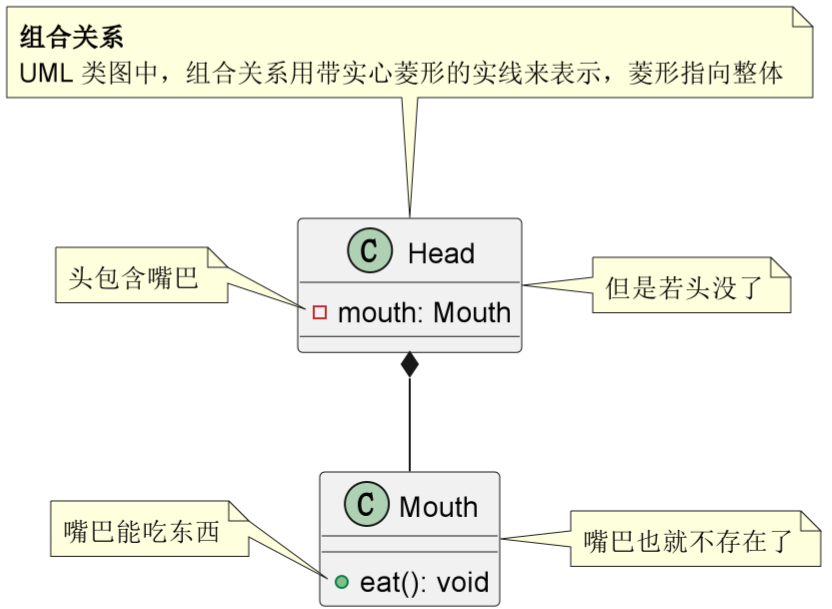 组合关系
UML 类图中，组合关系用带实心菱形的实线来表示，菱形指向整体
C Head
头包含嘴巴
mouth: Mouth
但是若头没了
C Mouth
嘴巴能吃东西
eat(): void
嘴巴也就不存在了